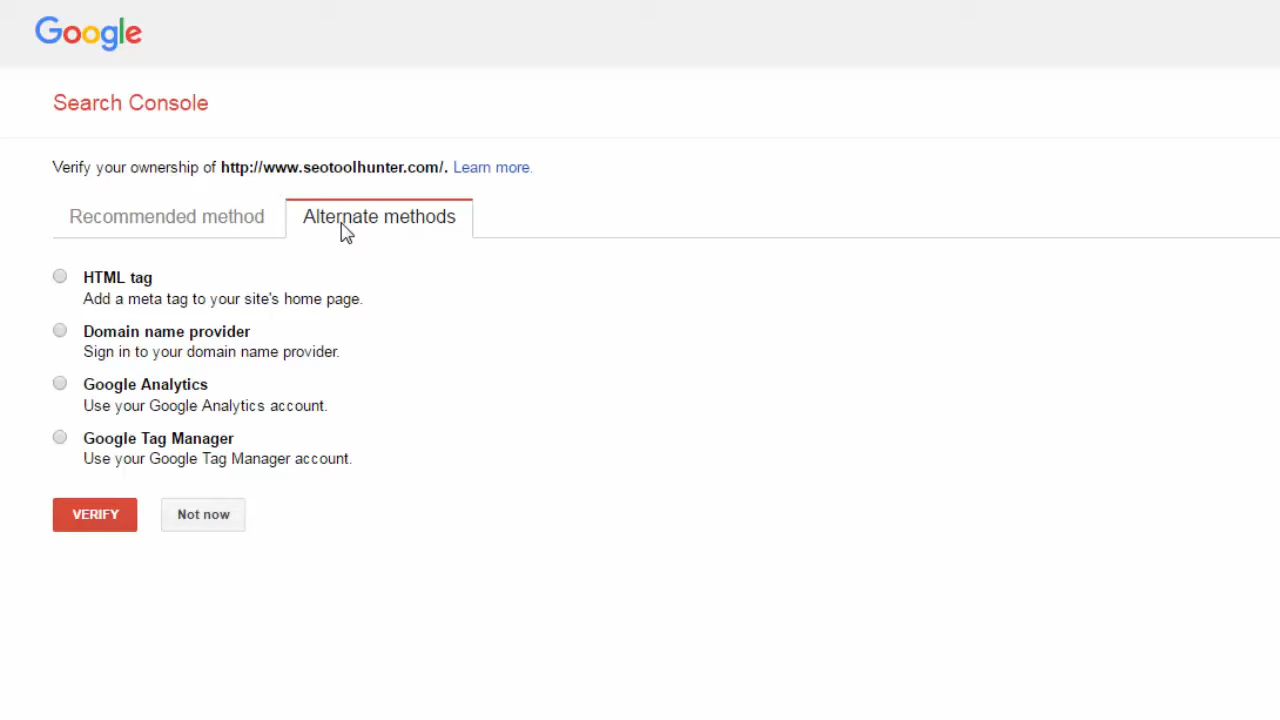 Google
Search Console
Verify your ownership of http://www.seotoolhunter.com/. Learn more.
Recommended method
Alternate methods
HTML tag
Add a meta tag to your site's home page.
Domain name provider
Sign in to your domain name provider.
Google Analytics
Use your Google Analytics account.
Google Tag Manager
Use your Google Tag Manager account.
VERIFY
Not now